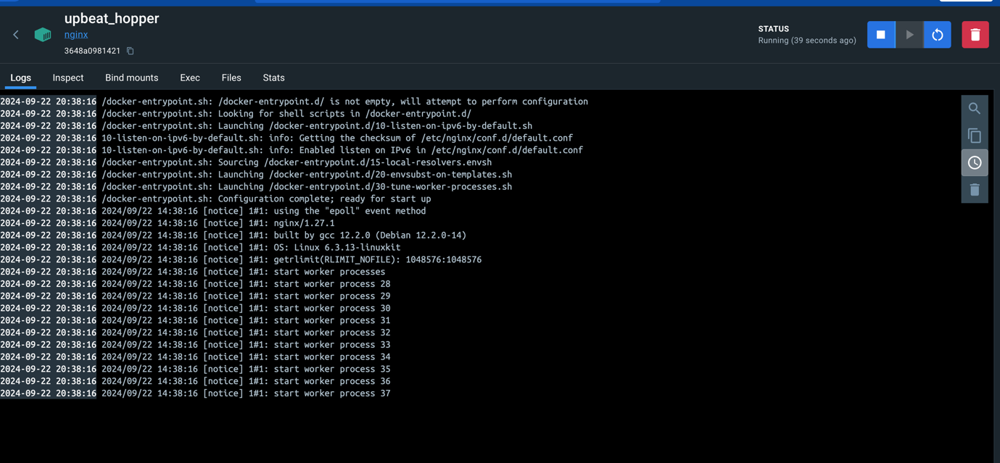 upbeat_hopper
nginx
3648a0981421
STATUS
Running (39 seconds ago)
Logs Inspect Bind mounts Exec Files Stats
2024-09-22 20:38:16 /docker-entrypoint.sh: /docker-entrypoint.d/ is not empty, will attempt to perform configuration
2024-09-22 20:38:16 /docker-entrypoint.sh: Looking for shell scripts in /docker-entrypoint.d/
2024-09-22 20:38:16 /docker-entrypoint.sh: Launching /docker-entrypoint.d/10-listen-on-ipv6-by-default.sh
2024-09-22 20:38:16 10-listen-on-ipv6-by-default.sh: info: Getting the checksum of /etc/nginx/conf.d/default.conf
2024-09-22 20:38:16 10-listen-on-ipv6-by-default.sh: info: Enabled listen on IPv6 in /etc/nginx/conf.d/default.conf
2024-09-22 20:38:16 /docker-entrypoint.sh: Sourcing /docker-entrypoint.d/15-local-resolvers.envsh
2024-09-22 20:38:16 /docker-entrypoint.sh: Launching /docker-entrypoint.d/20-envsubst-on-templates.sh
2024-09-22 20:38:16 /docker-entrypoint.sh: Launching /docker-entrypoint.d/30-tune-worker-processes.sh
2024-09-22 20:38:16 /docker-entrypoint.sh: Configuration complete; ready for start up
2024-09-22 20:38:16 2024/09/22 14:38:16 [notice] 1#1: using the "epoll" event method
2024-09-22 20:38:16 2024/09/22 14:38:16 [notice] 1#1: nginx/1.27.1
2024-09-22 20:38:16 2024/09/22 14:38:16 [notice] 1#1: built by gcc 12.2.0 (Debian 12.2.0-14)
2024-09-22 20:38:16 2024/09/22 14:38:16 [notice] 1#1: OS: Linux 6.3.13-linuxkit
2024-09-22 20:38:16 2024/09/22 14:38:16 [notice] 1#1: getrlimit(RLIMIT_NOFILE): 1048576:1048576
2024-09-22 20:38:16 2024/09/22 14:38:16 [notice] 1#1: start worker processes
2024-09-22 20:38:16 2024/09/22 14:38:16 [notice] 1#1: start worker process 28
2024-09-22 20:38:16 2024/09/22 14:38:16 [notice] 1#1: start worker process 29
2024-09-22 20:38:16 2024/09/22 14:38:16 [notice] 1#1: start worker process 30
2024-09-22 20:38:16 2024/09/22 14:38:16 [notice] 1#1: start worker process 31
2024-09-22 20:38:16 2024/09/22 14:38:16 [notice] 1#1: start worker process 32
2024-09-22 20:38:16 2024/09/22 14:38:16 [notice] 1#1: start worker process 33
2024-09-22 20:38:16 2024/09/22 14:38:16 [notice] 1#1: start worker process 34
2024-09-22 20:38:16 2024/09/22 14:38:16 [notice] 1#1: start worker process 35
2024-09-22 20:38:16 2024/09/22 14:38:16 [notice] 1#1: start worker process 36
2024-09-22 20:38:16 2024/09/22 14:38:16 [notice] 1#1: start worker process 37